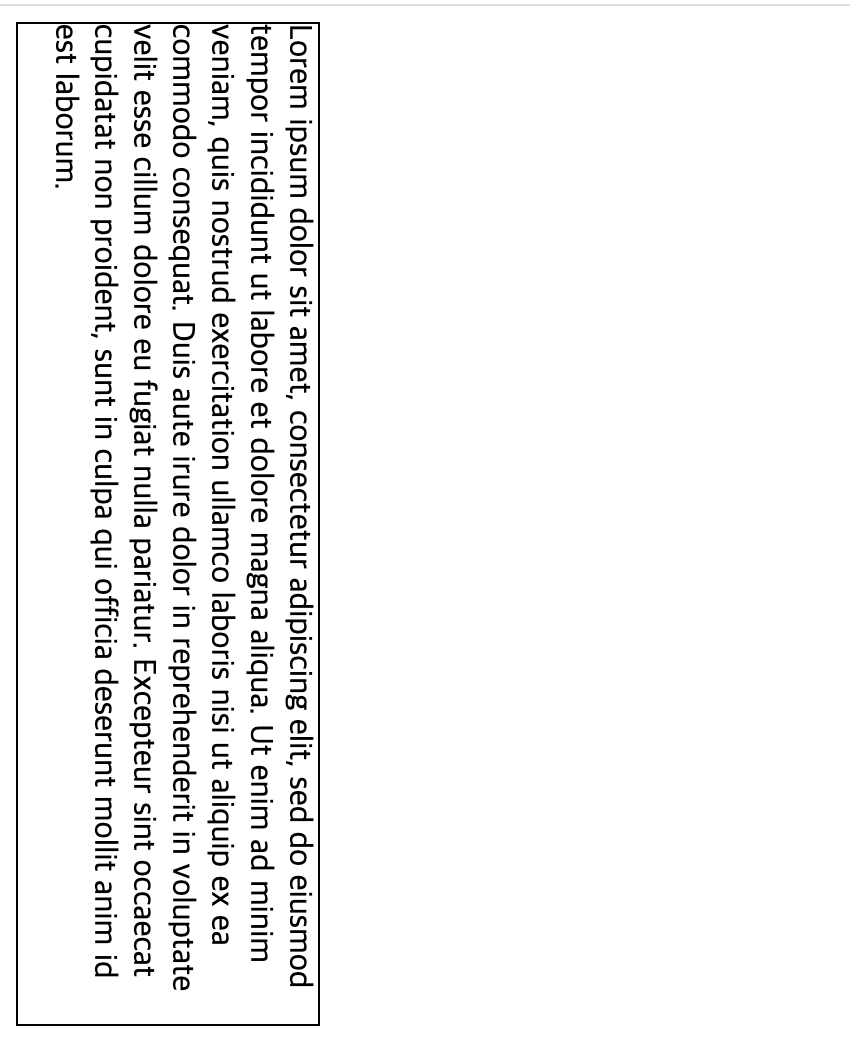 Lorem ipsum dolor sit amet, consectetur adipiscing elit, sed do eiusmod
tempor incididunt ut labore et dolore magna aliqua. Ut enim ad minim
veniam, quis nostrud exercitation ullamco laboris nisi ut aliquip ex ea
commodo consequat. Duis aute irure dolor in reprehenderit in voluptate
velit esse cillum dolore eu fugiat nulla pariatur. Excepteur sint occaecat
cupidatat non proident, sunt in culpa qui officia deserunt mollit anim id
est laborum.